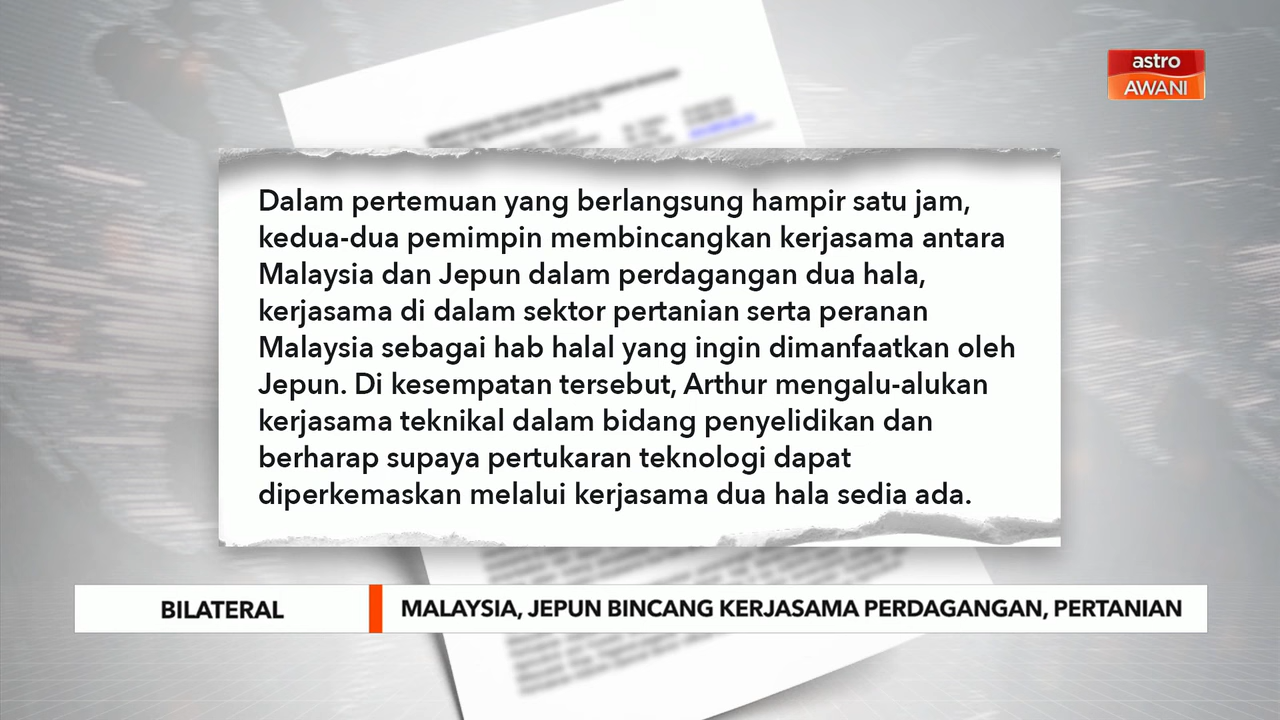 astro
AWANI
Dalam pertemuan yang berlangsung hampir satu jam,
kedua-dua pemimpin membincangkan kerjasama antara
Malaysia dan Jepun dalam perdagangan dua hala,
kerjasama di dalam sektor pertanian serta peranan
Malaysia sebagai hab halal yang ingin dimanfaatkan oleh
Jepun. Di kesempatan tersebut, Arthur mengalu-alukan
kerjasama teknikal dalam bidang penyelidikan dan
berharap supaya pertukaran teknologi dapat
diperkemaskan melalui kerjasama dua hala sedia ada.
BILATERAL
MALAYSIA, JEPUN BINCANG KERJASAMA PERDAGANGAN, PERTANIAN